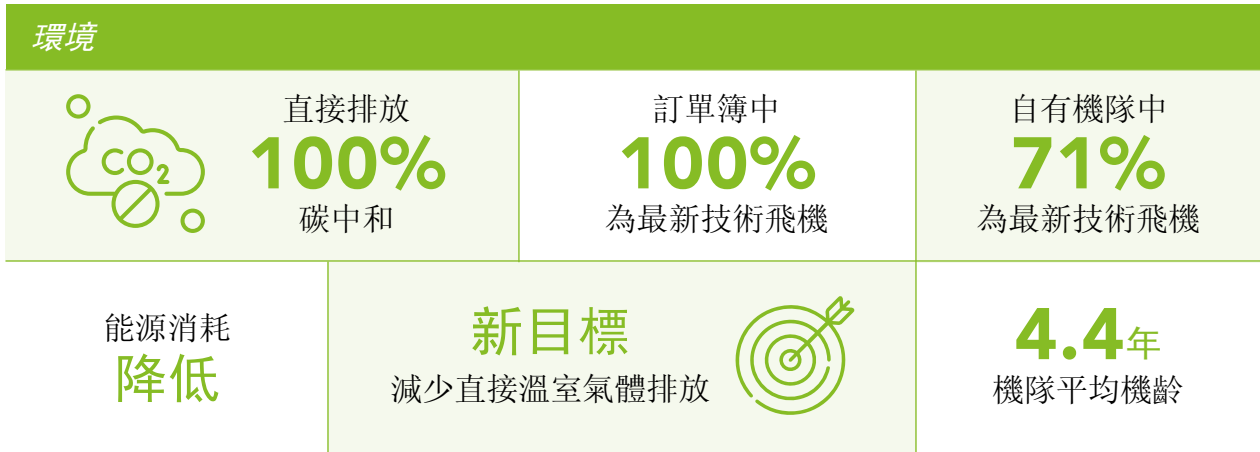 環境
CO2
直接排放
100%
碳中和
訂單簿中
100%
為最新技術飛機
自有機隊中
71%
為最新技術飛機
能源消耗
降低
新目標
減少直接溫室氣體排放
4.4年
機隊平均機齡